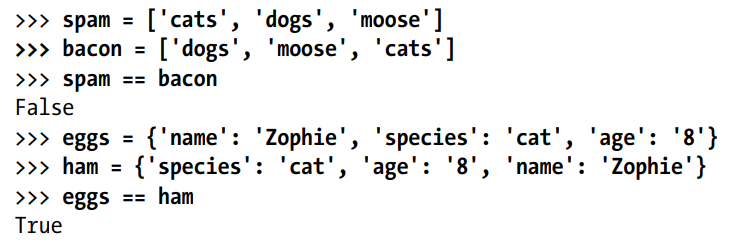 >>> spam = ['cats', 'dogs', 'moose']
>>> bacon = ['dogs', 'moose', 'cats']
>>> spam == bacon
False
>>> eggs = {'name': 'Zophie', 'species': 'cat', 'age': '8'}
>>> ham = {'species': 'cat', 'age': '8', 'name': 'Zophie'}
>>> eggs == ham
True